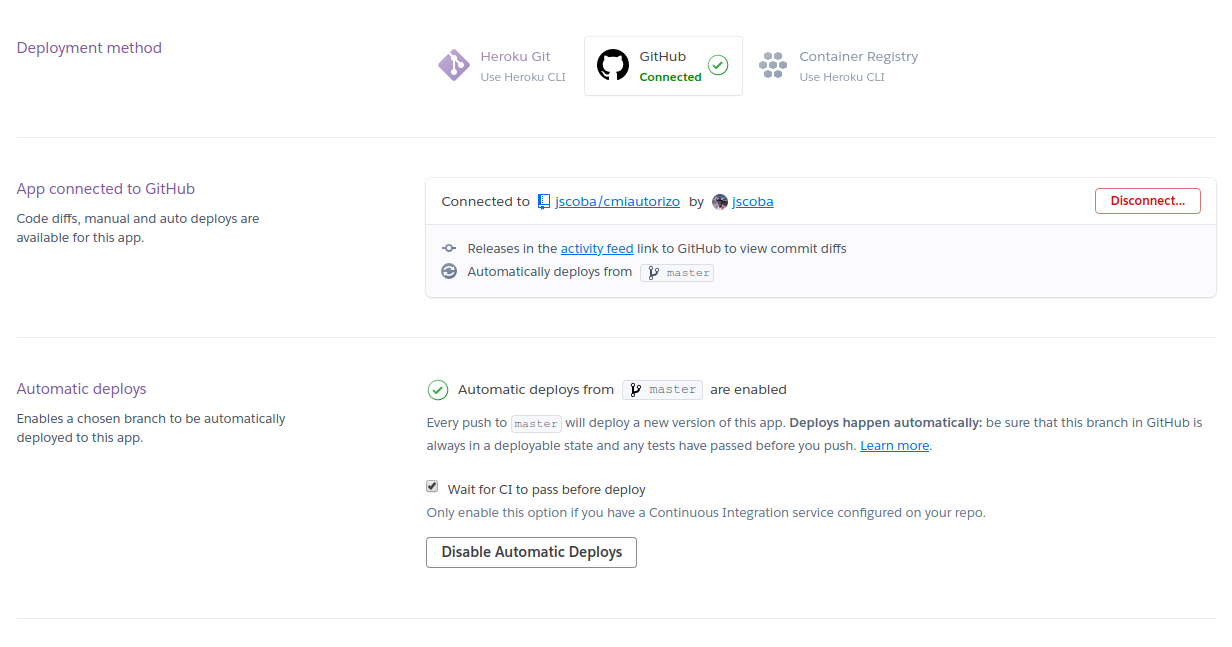 Deployment method
Heroku Git
Use Heroku CLI
GitHub
Connected
Container Registry
Use Heroku CLI
App connected to GitHub
Code diffs, manual and auto deploys are
available for this app.
Connected to jscoba/cmiautorizo by jscoba
Disconnect...
Releases in the activity feed link to GitHub to view commit diffs
Automatically deploys from master
Automatic deploys
Enables a chosen branch to be automatically
deployed to this app.
Automatic deploys from master are enabled
Every push to master will deploy a new version of this app. Deploys happen automatically: be sure that this branch in GitHub is
always in a deployable state and any tests have passed before you push. Learn more.
Wait for CI to pass before deploy
Only enable this option if you have a Continuous Integration service configured on your repo.
Disable Automatic Deploys